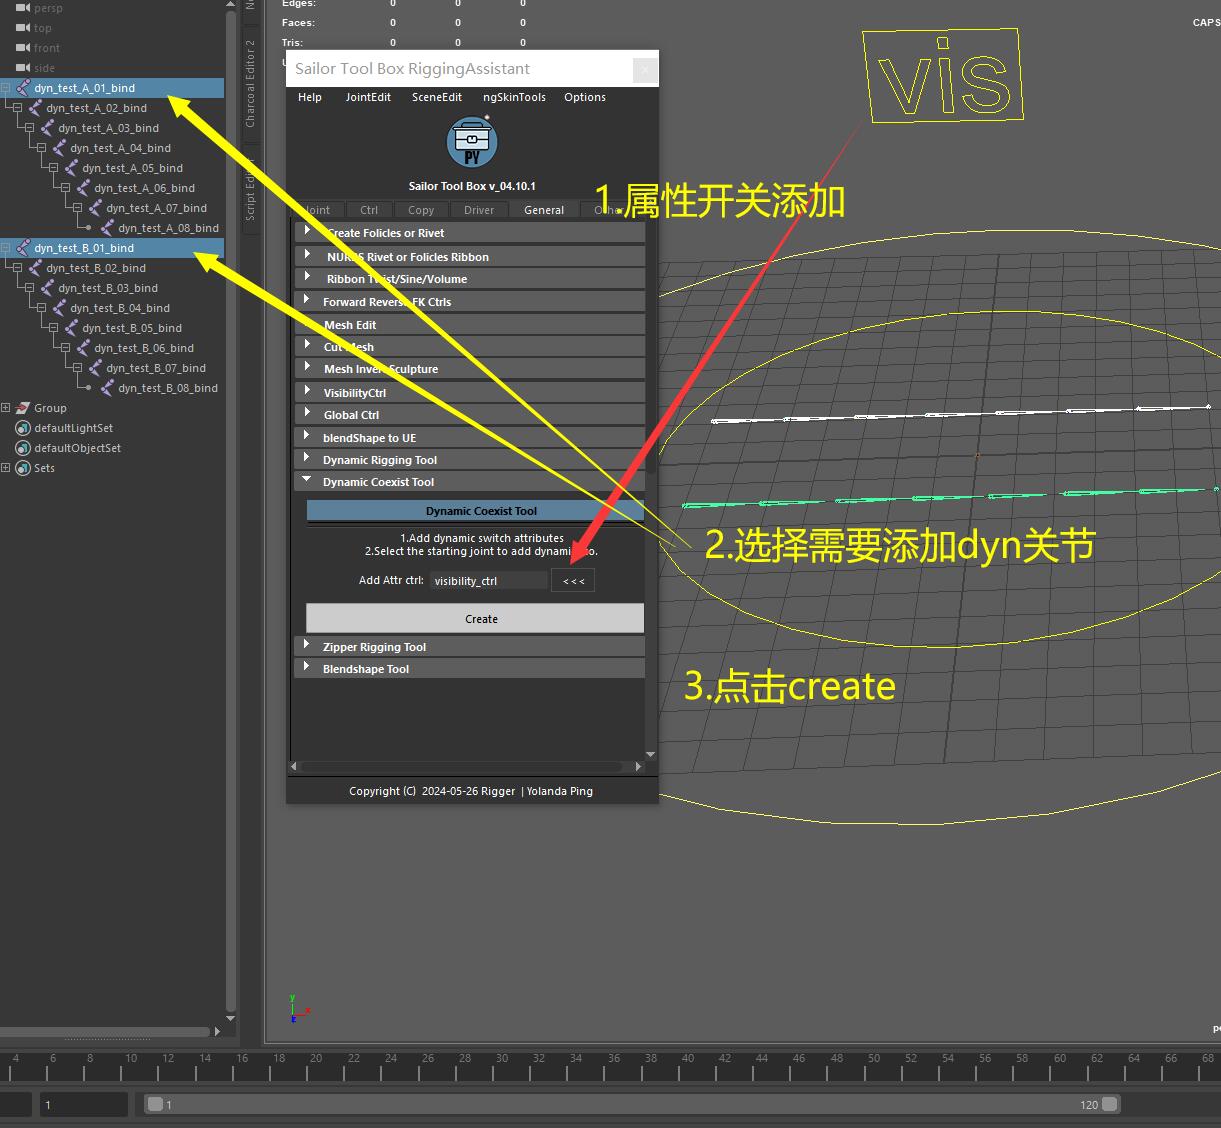 persp
top
front
side
dyn_test_A_01_bind
dyn_test_A_02_bind
dyn_test_A_03_bind
dyn_test_A_04_bind
dyn_test_A_05_bind
dyn_test_A_06_bind
dyn_test_A_07_bind
dyn_test_A_08_bind
dyn_test_B_01_bind
dyn_test_B_02_bind
dyn_test_B_03_bind
dyn_test_B_04_bind
dyn_test_B_05_bind
dyn_test_B_06_bind
dyn_test_B_07_bind
dyn_test_B_08_bind
Group
defaultLightSet
defaultObjectSet
Sets
Charcoal Editor 2
Edges: 0 0 0
Faces: 0 0 0
Tris: 0 0 0
CAPS
vis
Sailor Tool Box RiggingAssistant
Help JointEdit SceneEdit ngSkinTools Options
PY
Sailor Tool Box v_04.10.1
Ctrl Copy Driver General
1.属性开关添加
Create Folicles or Rivet
NURBS Rivet or Folicles Ribbon
Ribbon Twist/Sine/Volume
Forward Reverse FK Ctrls
Mesh Edit
Cut Mesh
Mesh Invert Sculpture
VisibilityCtrl
Global Ctrl
blendShape to UE
Dynamic Rigging Tool
Dynamic Coexist Tool
Dynamic Coexist Tool
1.Add dynamic switch attributes
2.Select the starting joint to add
Add Attr ctrl: visibility_ctrl <<<
Create
Zipper Rigging Tool
Blendshape Tool
2.选择需要添加dyn关节
3.点击create
Copyright (C) 2024-05-26 Rigger | Yolanda Ping
y
x
z
4 6 8 10 12 14 16 18 20 22 24 26 28 30 32 34 36 38 40 42 44 46 48 50 52 54 56 58 60 62 64 66 68
1 1 120